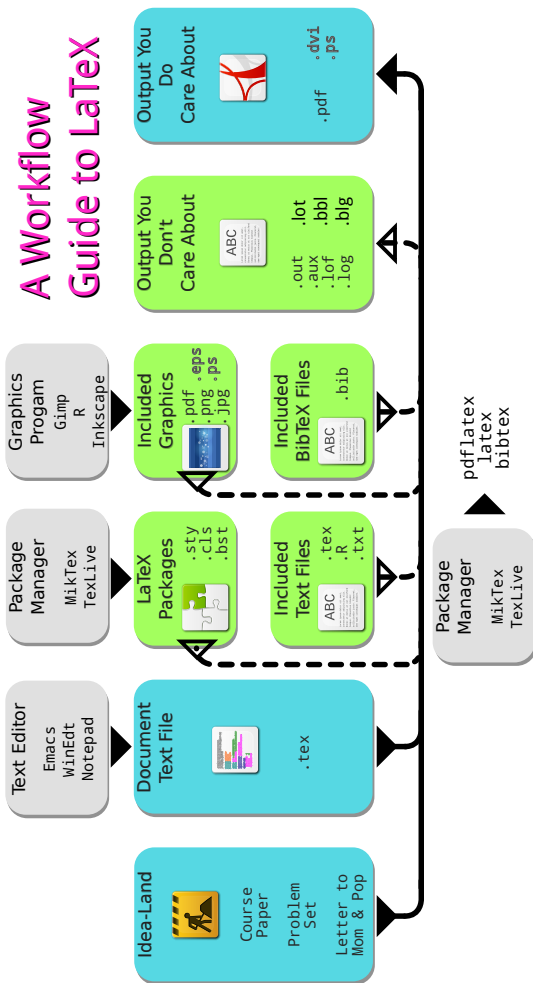 A Workflow
Guide to LaTeX
Text Editor
Emacs
WinEdt
Notepad
Package
Manager
MikTex
TexLive
Graphics
Progam
Gimp
R
Inkscape
Idea-Land
Course
Paper
Problem
Set
Letter to
Mom & Pop
Document
Text File
.tex
LaTeX
Packages
.sty
.cls
.bst
Included
Text Files
ABC
.tex
.R
.txt
Included
Graphics
.pdf .eps
.png .ps
.jpg
Included
BibTeX Files
ABC
.bib
Output You
Don't
Care About
ABC
.out .lot
.aux .bbl
.lof .blg
.log
Output You
Do
Care About
.pdf .dvi
.ps
Package
Manager
MikTex
TexLive
pdflatex
latex
bibtex